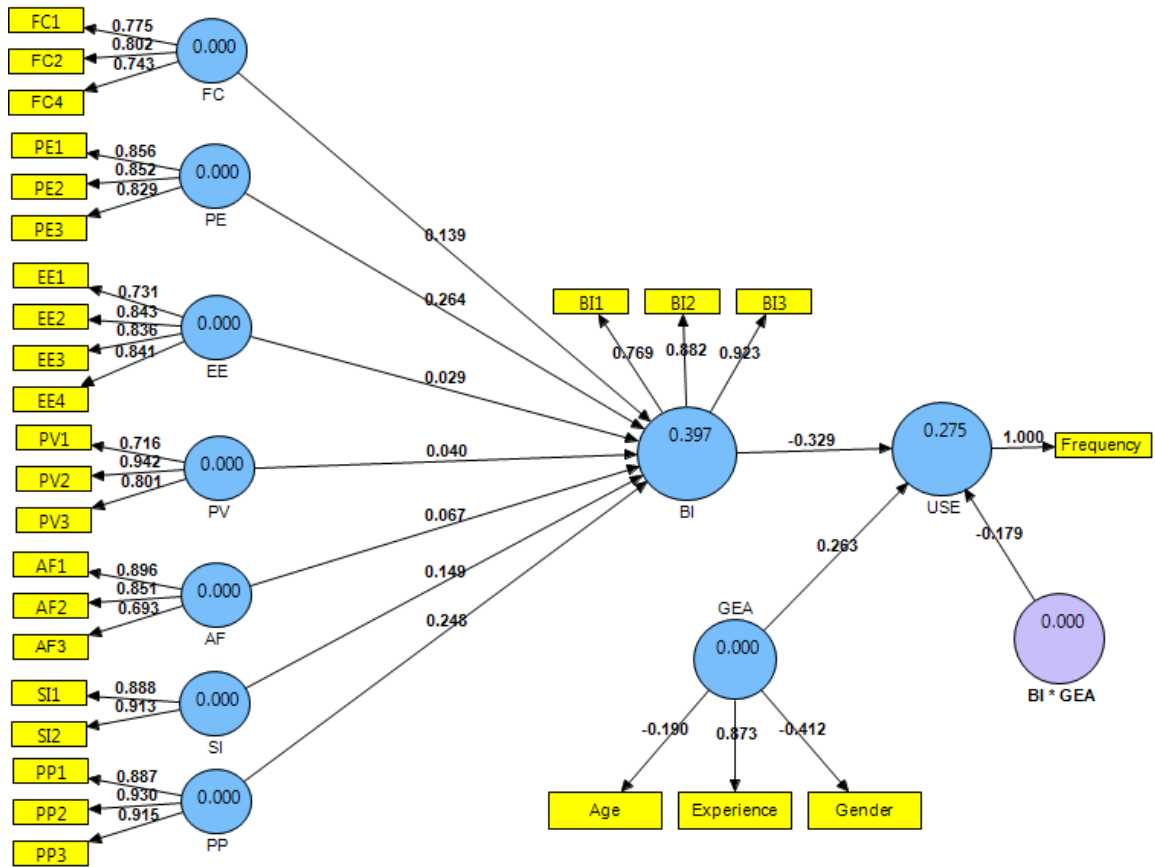 FC1
0.775
FC2
0.802
0.743
FC4
0.000
FC
PE1
0.856
PE2
0.852
0.829
PE3
0.000
PE
EE1
0.731
EE2
0.843
0.836
EE3
0.841
EE4
0.000
EE
PV1
0.716
PV2
0.942
0.801
PV3
0.000
PV
AF1
0.896
AF2
0.851
0.693
AF3
0.000
AF
SI1
0.888
0.913
SI2
0.000
SI
PP1
0.887
PP2
0.930
0.915
PP3
0.000
PP
0.139
0.264
0.029
0.040
0.067
0.149
0.248
BI1
BI2
BI3
0.769
0.882
0.923
0.397
BI
-0.329
0.275
USE
1.000
Frequency
0.263
-0.179
GEA
0.000
0.000
BI * GEA
-0.190
0.873
-0.412
Age
Experience
Gender